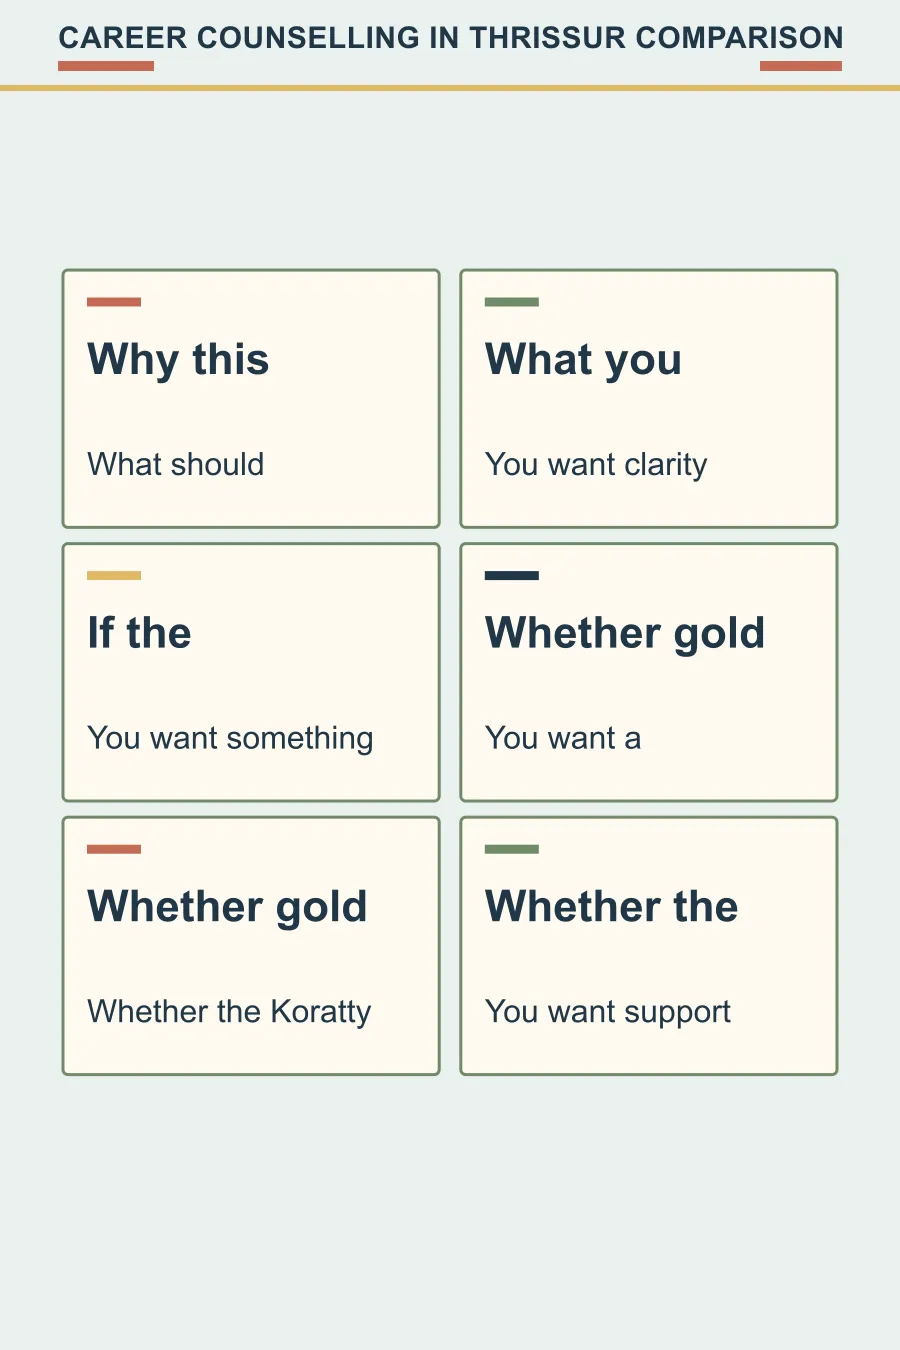 CAREER COUNSELLING IN THRISSUR COMPARISON
Why this
What should
What you
You want clarity
If the
You want something
Whether gold
You want a
Whether gold
Whether the Koratty
Whether the
You want support